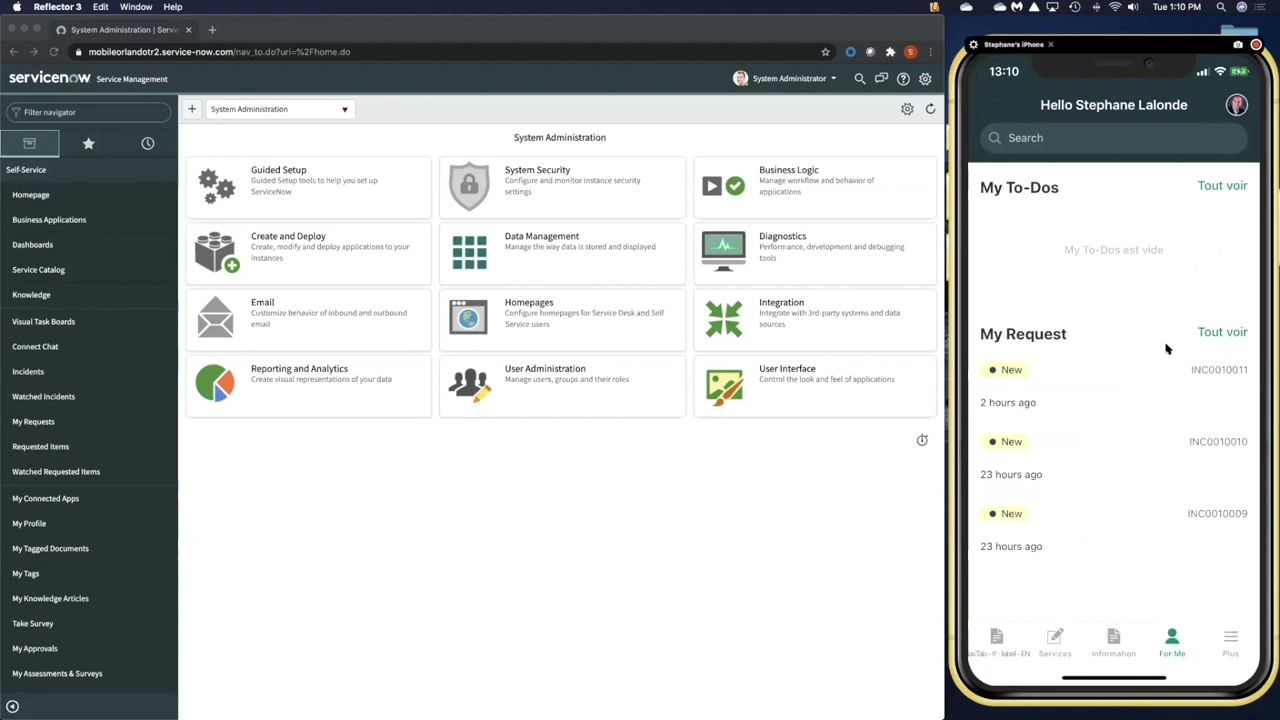 Reflector 3 Edit Window Help
Tue Lalonde 1:10:10 PM
System Administration | Servic
mobileorlandotr2.service-now.com/nav_to.do?uri=%2Fhome.do
S
servicenow Service Management
System Administrator
Filter navigator
Self-Service
Homepage
Business Applications
Dashboards
Service Catalog
Knowledge
Visual Task Boards
Connect Chat
Incidents
Watched Incidents
My Requests
Requested Items
Watched Requested Items
My Connected Apps
My Profile
My Tagged Documents
My Tags
My Knowledge Articles
Take Survey
My Approvals
My Assessments & Surveys
System Administration
System Administration
Guided Setup
Guided Setup tools to help you set up
ServiceNow
System Security
Configure and monitor instance security
settings
Business Logic
Manage workflow and behavior of
applications
Create and Deploy
Create, modify and deploy applications to your
instances
Data Management
Manage the way data is stored and displayed
Diagnostics
Performance, development and debugging
tools
Email
Customize behavior of inbound and outbound
email
Homepages
Configure homepages for Service Desk and Self
Service users
Integration
Integrate with 3rd-party systems and data
sources
Reporting and Analytics
Create visual representations of your data
User Administration
Manage users, groups and their roles
User Interface
Control the look and feel of applications
Stephane's iPhone
13:10
Hello Stephane Lalonde
Search
My To-Dos Tout voir
My To-Dos est vide
My Request Tout voir
New INC0010011
2 hours ago
New INC0010010
23 hours ago
New INC0010009
23 hours ago
Services
Information
For Me
Plus